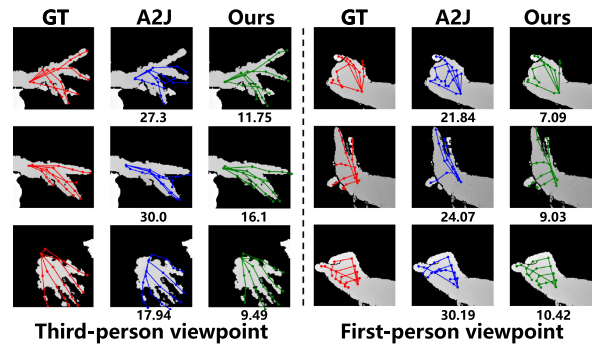 GT A2J Ours GT A2J Ours
27.3 11.75 21.84 7.09
30.0 16.1 24.07 9.03
17.94 9.49 30.19 10.42
Third-person viewpoint First-person viewpoint